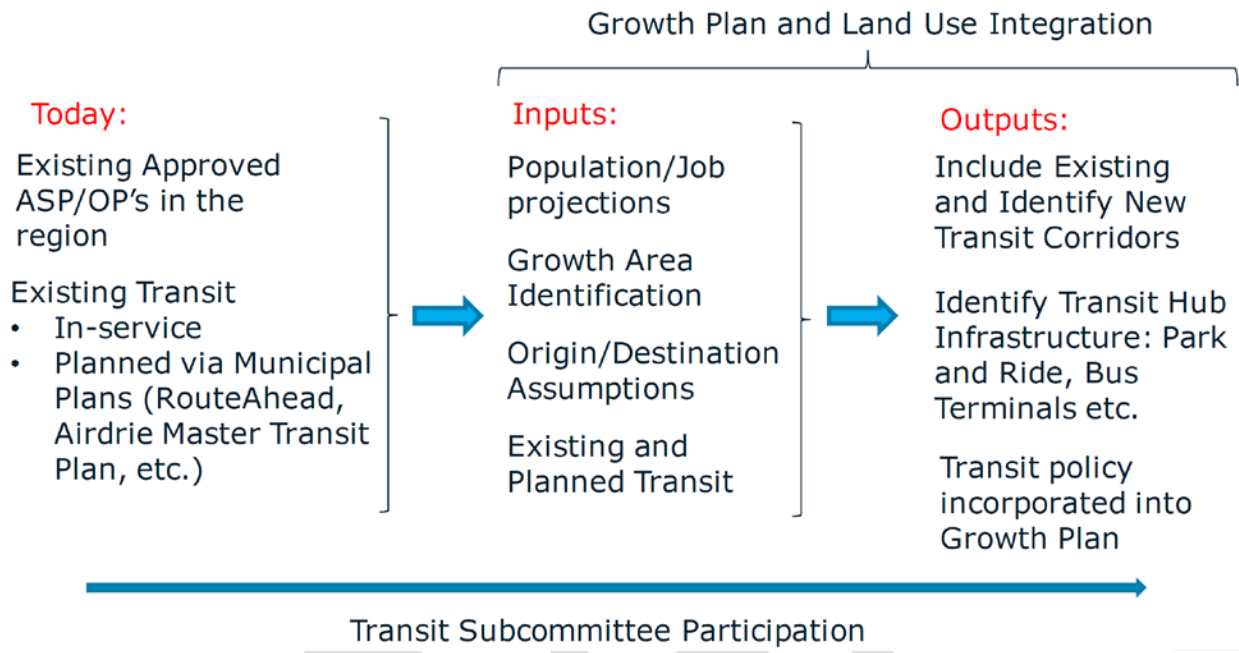 Growth Plan and Land Use Integration
Today:
Existing Approved
ASP/OP’s in the
region
Existing Transit
• In-service
• Planned via Municipal
Plans (RouteAhead,
Airdrie Master Transit
Plan, etc.)
Inputs:
Population/Job
projections
Growth Area
Identification
Origin/Destination
Assumptions
Existing and
Planned Transit
Outputs:
Include Existing
and Identify New
Transit Corridors
Identify Transit Hub
Infrastructure: Park
and Ride, Bus
Terminals etc.
Transit policy
incorporated into
Growth Plan
Transit Subcommittee Participation